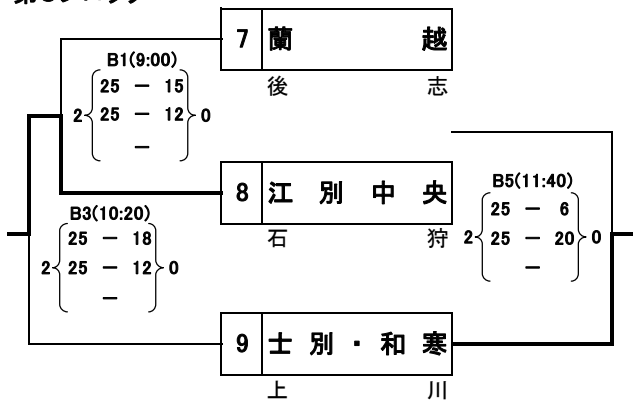 7 蘭 越
B1(9:00)
後 志
25 － 15
2 25 － 12 0
－
8 江 別 中 央
B5(11:40)
石 狩
B3(10:20)
25 － 6
25 － 18
2 25 － 20 0
2 25 － 12 0
－
－
9 士 別 ・ 和 寒
上 川